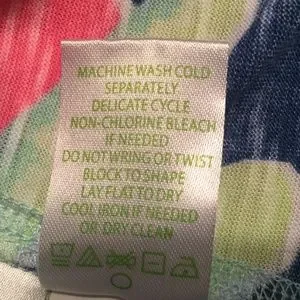 MACHINE WASH COLD
SEPARATELY
DELICATE CYCLE
NON-CHLORINE BLEACH
IF NEEDED
DO NOT WRING OR TWIST
BLOCK TO SHAPE
LAY FLAT TO DRY
COOL IRON IF NEEDED
OR DRY CLEAN